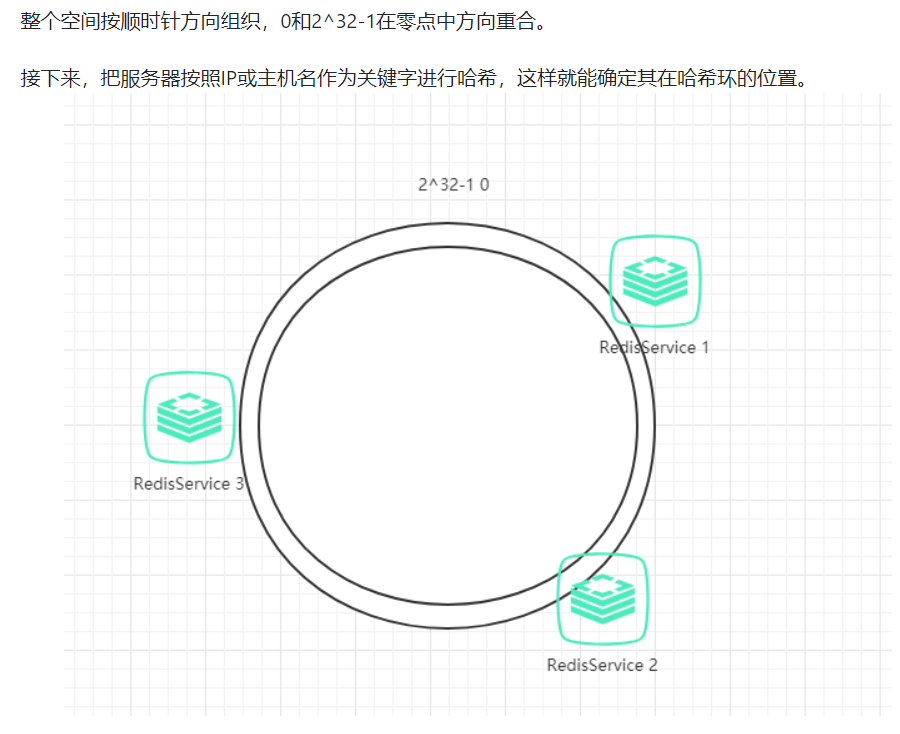 整个空间按顺时针方向组织，0和2^32-1在零点中方向重合。
接下来，把服务器按照IP或主机名作为关键字进行哈希，这样就能确定其在哈希环的位置。
2^32-1 0
RedisService 1
RedisService 3
RedisService 2